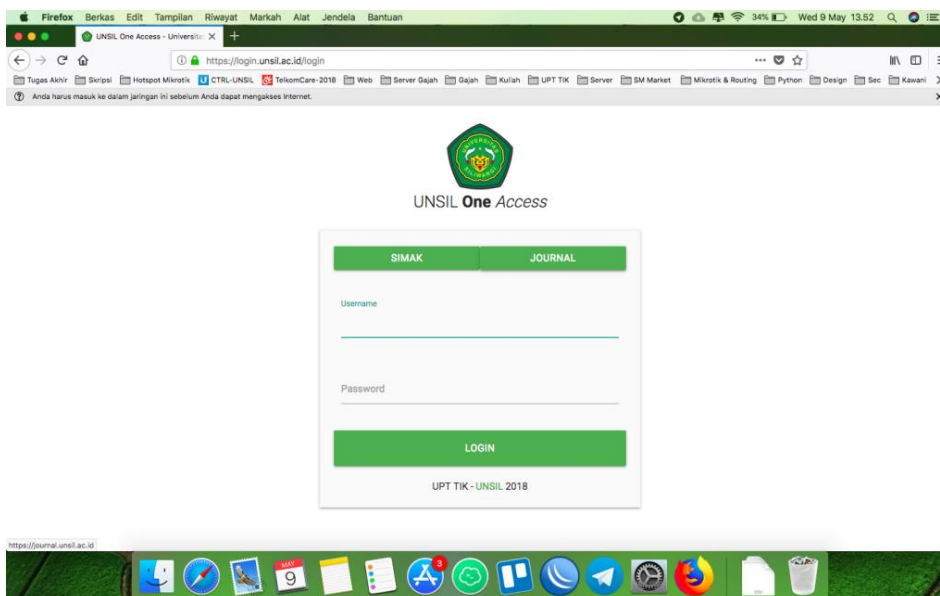 Firefox Berkas Edit Tampilan Riwayat Markah Alat Jendela Bantuan 34% Wed 9 May 13.52
UNSIL One Access - Universita
https://login.unsil.ac.id/login
Tugas Akhir Skripsi Hotspot Mikrotik CTRL-UNSIL TelkomCare-2018 Web Server Gajah Gajah Kuliah UPT TIK Server SM Market Mikrotik & Routing Python Design Sec Kawani
Anda harus masuk ke dalam jaringan ini sebelum Anda dapat mengakses Internet.
UNIVERSITAS
SILIWANGI
UNSIL One Access
SIMAK JOURNAL
Username
Password
LOGIN
UPT TIK - UNSIL 2018
https://journal.unsil.ac.id
3
MAY
9